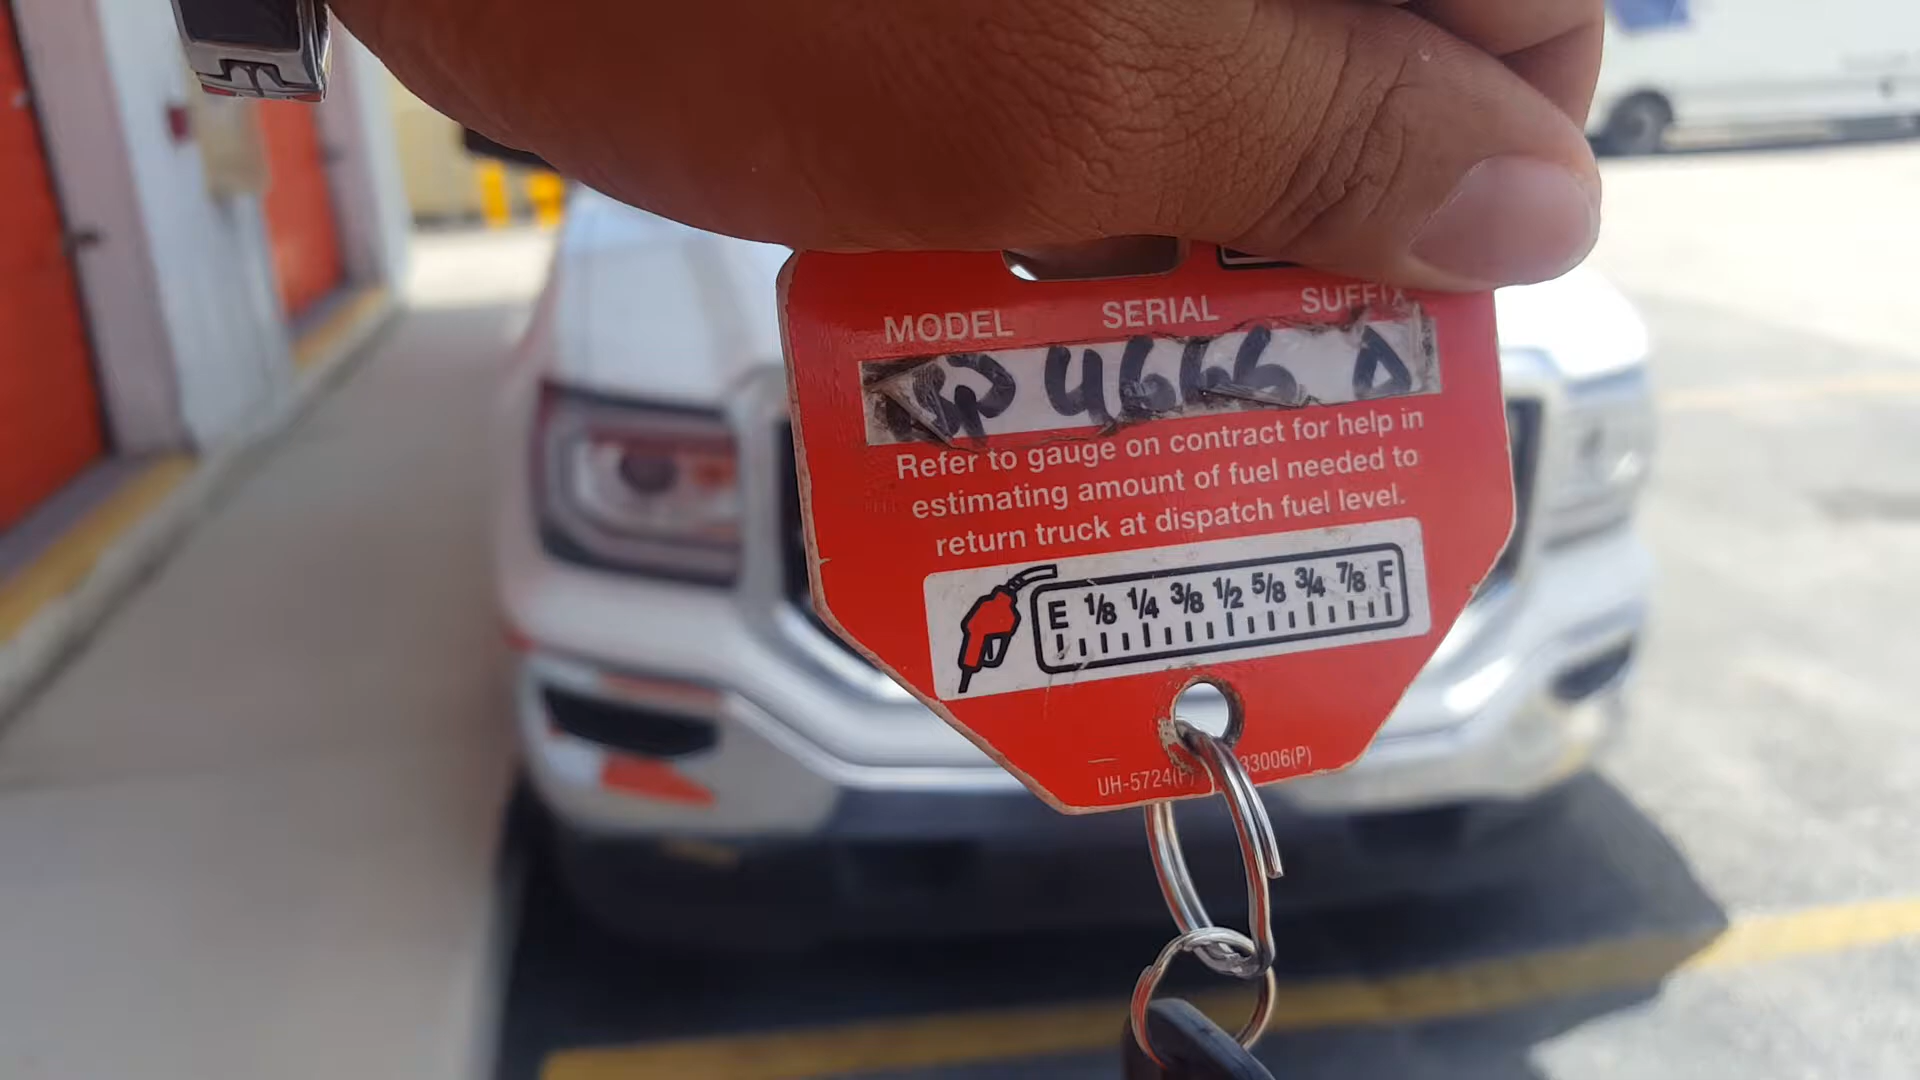 MODEL SERIAL SUFFIX
4666 D
Refer to gauge on contract for help in
estimating amount of fuel needed to
return truck at dispatch fuel level.
E 1/8 1/4 3/8 1/2 5/8 3/4 7/8 F
UH-5724(P) 33006(P)